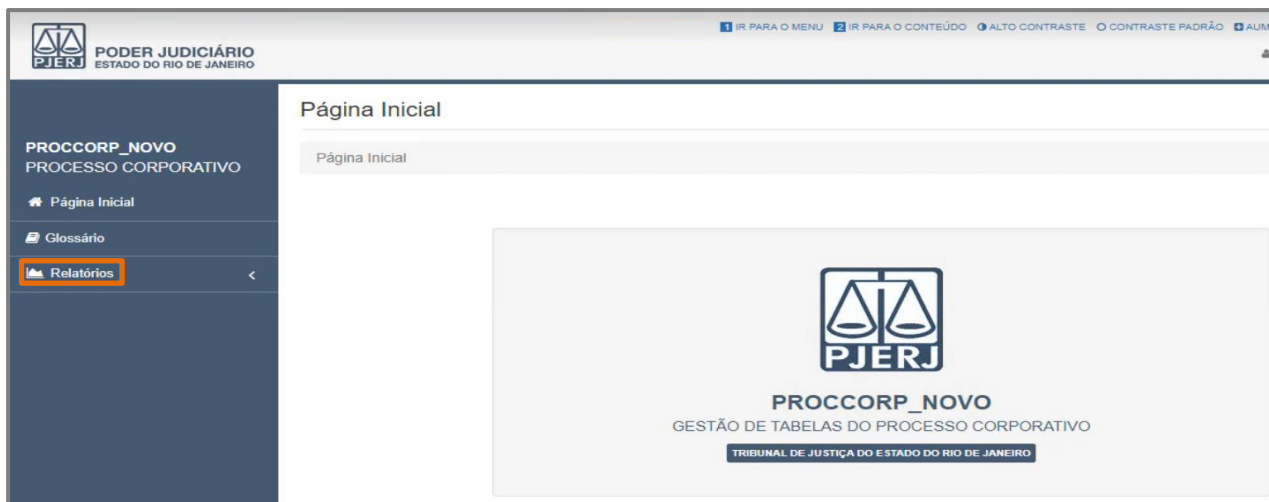 1 IR PARA O MENU 2 IR PARA O CONTEÚDO ALTO CONTRASTE CONTRASTE PADRÃO AUM
PJERJ
PODER JUDICIÁRIO
ESTADO DO RIO DE JANEIRO
Página Inicial
PROCCORP_NOVO
PROCESSO CORPORATIVO
Página Inicial
Página Inicial
Glossário
Relatórios
PJERJ
PROCCORP_NOVO
GESTÃO DE TABELAS DO PROCESSO CORPORATIVO
TRIBUNAL DE JUSTIÇA DO ESTADO DO RIO DE JANEIRO